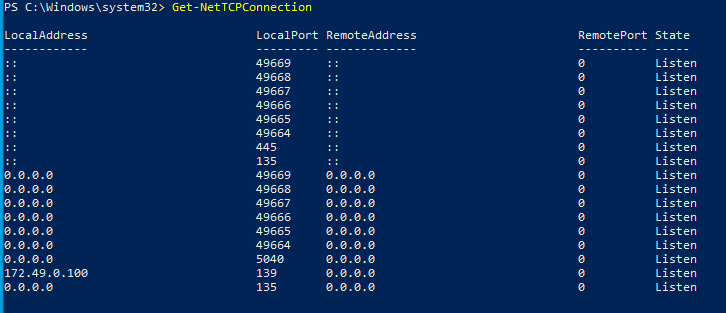 PS C:\Windows\system32> Get-NetTCPConnection
LocalAddress LocalPort RemoteAddress RemotePort State
------------ --------- ------------- ---------- -----
:: 49669 :: 0 Listen
:: 49668 :: 0 Listen
:: 49667 :: 0 Listen
:: 49666 :: 0 Listen
:: 49665 :: 0 Listen
:: 49664 :: 0 Listen
:: 445 :: 0 Listen
:: 135 :: 0 Listen
0.0.0.0 49669 0.0.0.0 0 Listen
0.0.0.0 49668 0.0.0.0 0 Listen
0.0.0.0 49667 0.0.0.0 0 Listen
0.0.0.0 49666 0.0.0.0 0 Listen
0.0.0.0 49665 0.0.0.0 0 Listen
0.0.0.0 49664 0.0.0.0 0 Listen
0.0.0.0 5040 0.0.0.0 0 Listen
172.49.0.100 139 0.0.0.0 0 Listen
0.0.0.0 135 0.0.0.0 0 Listen